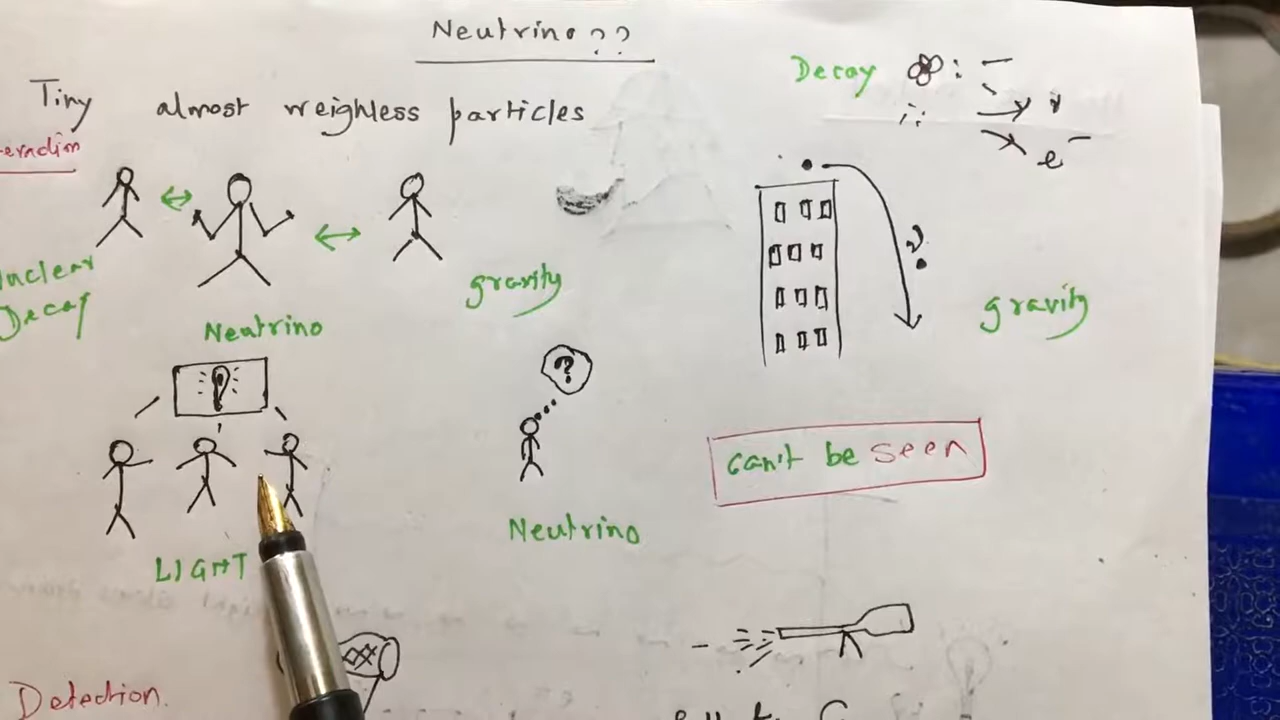 Neutrino??
Tiny almost weighless particles
Decay
ν
e⁻
Decay
gravity
gravity
Neutrino
?
?
can't be seen
Neutrino
LIGHT
Detection.